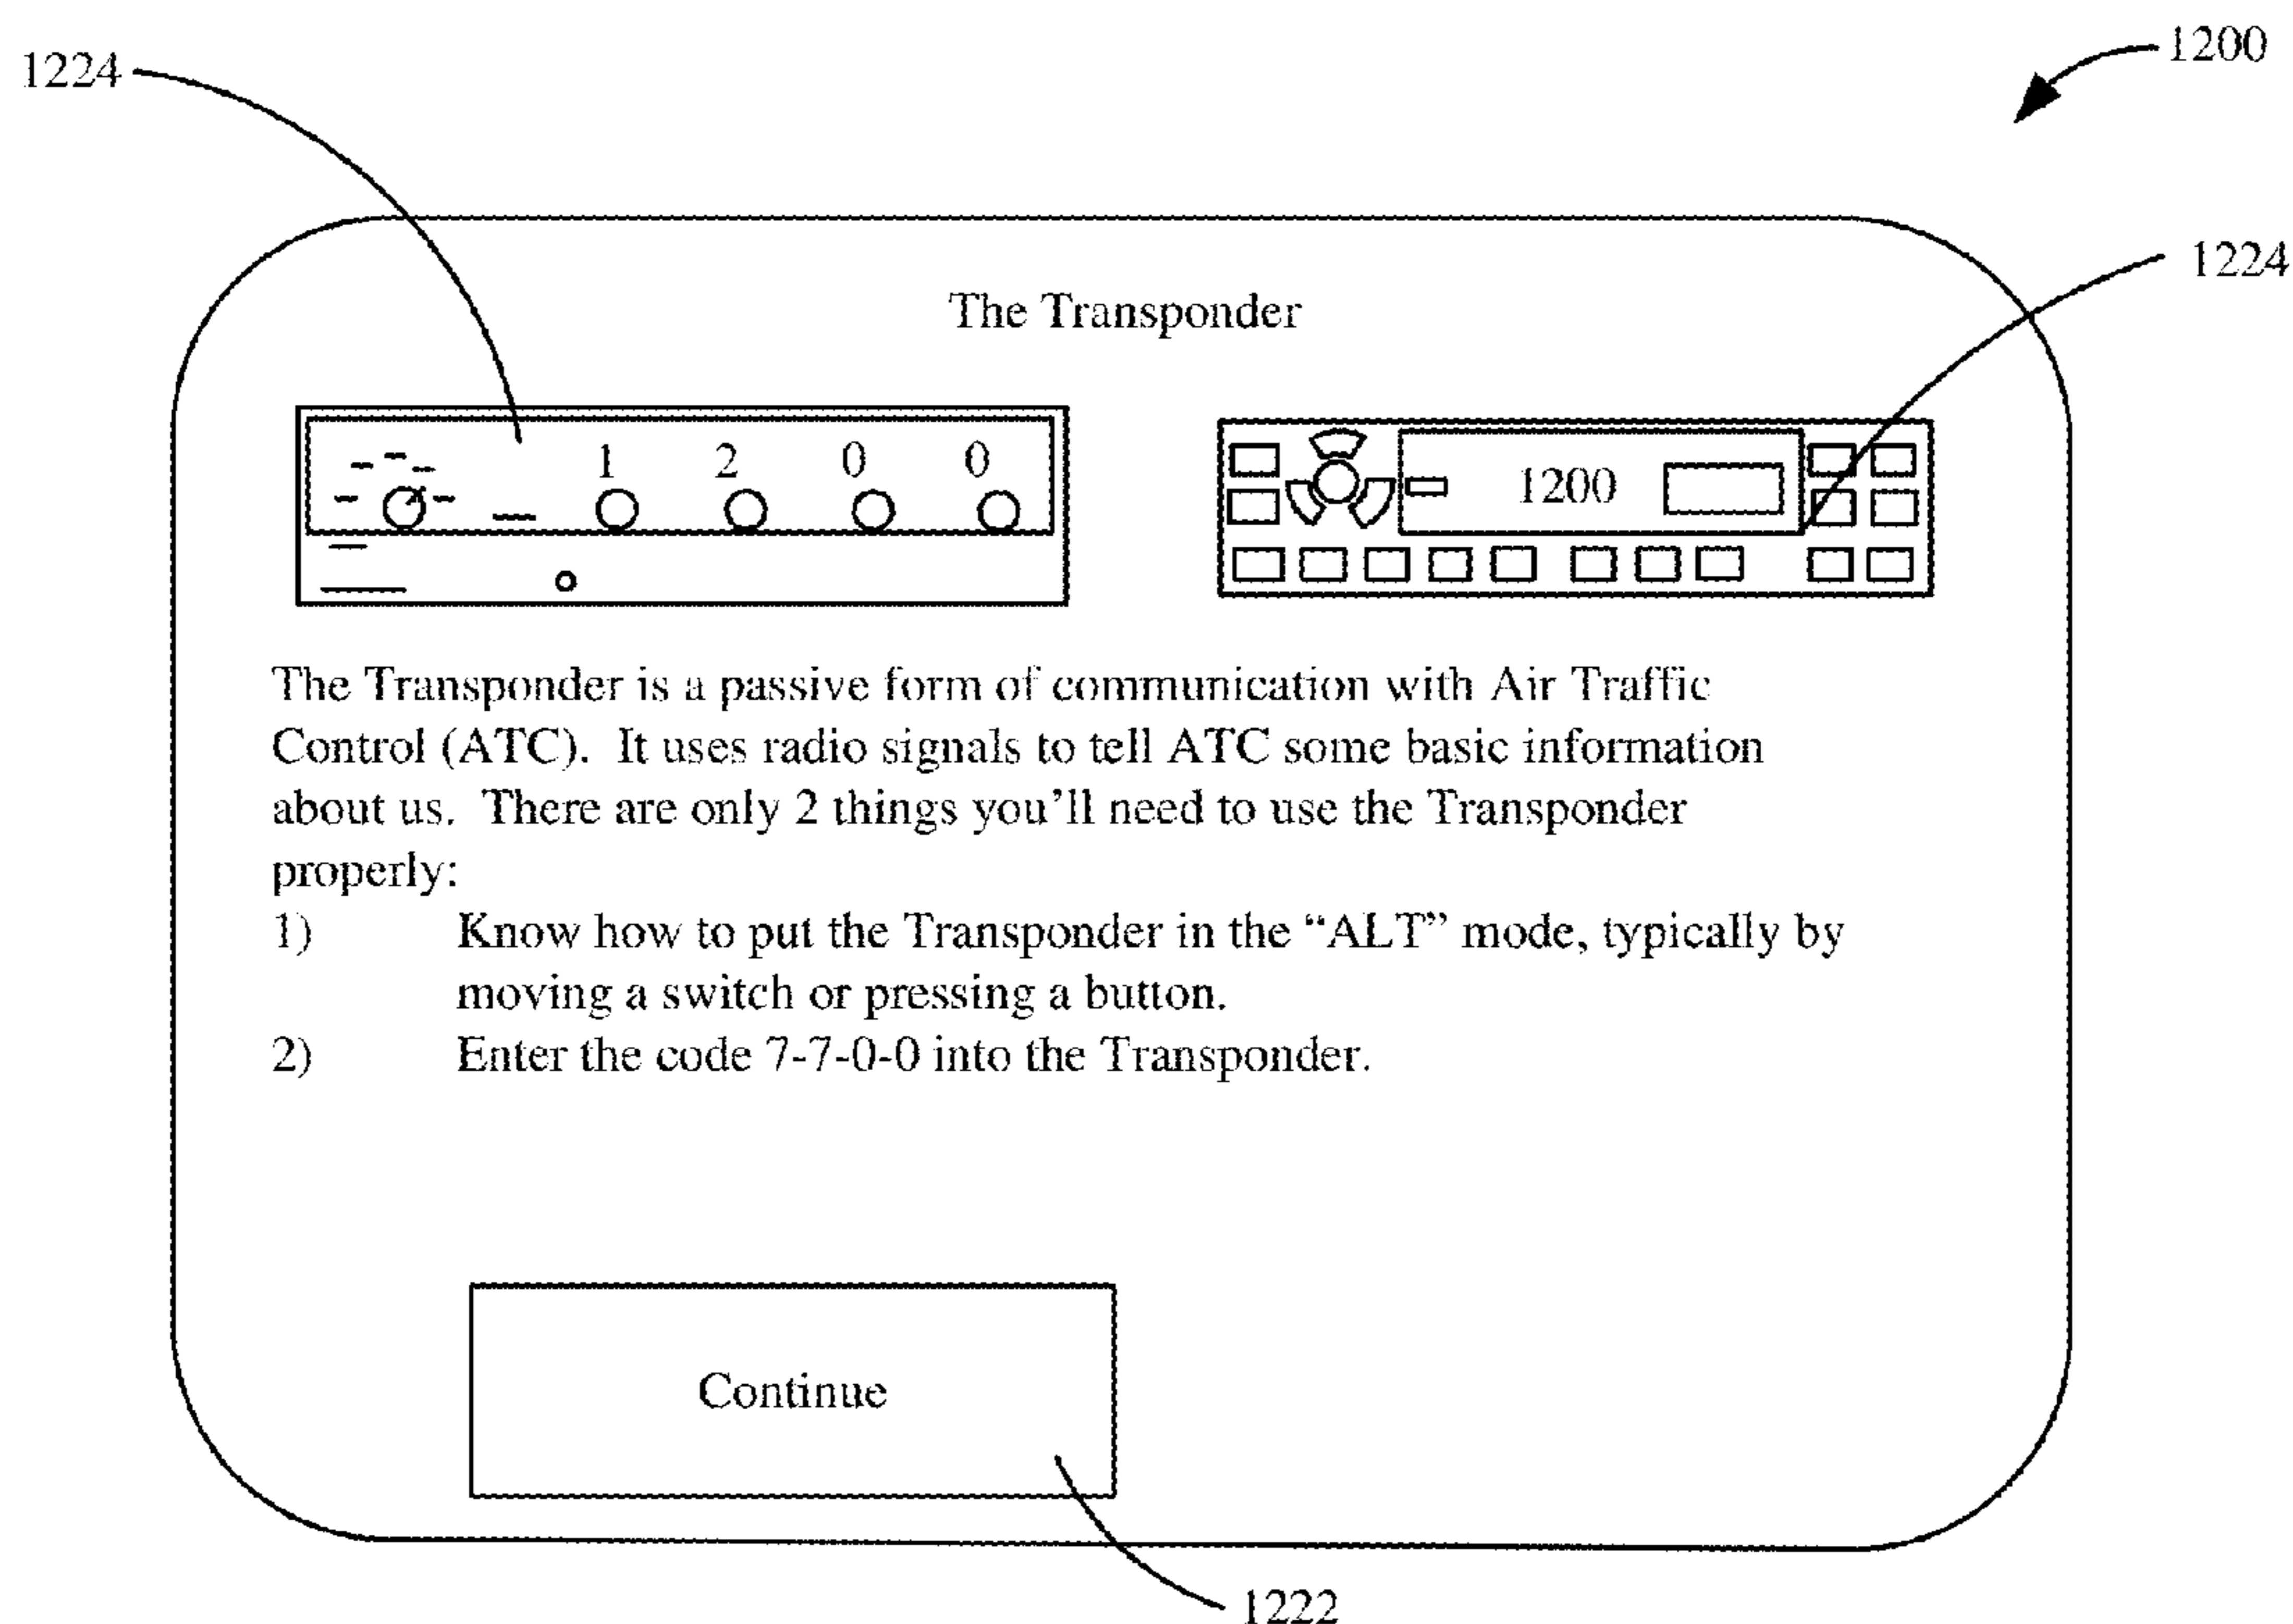 1200
1224
1224
The Transponder
1 2 0 0
1200
The Transponder is a passive form of communication with Air Traffic
Control (ATC). It uses radio signals to tell ATC some basic information
about us. There are only 2 things you’ll need to use the Transponder
properly:
1) Know how to put the Transponder in the “ALT” mode, typically by
moving a switch or pressing a button.
2) Enter the code 7-7-0-0 into the Transponder.
Continue
1222